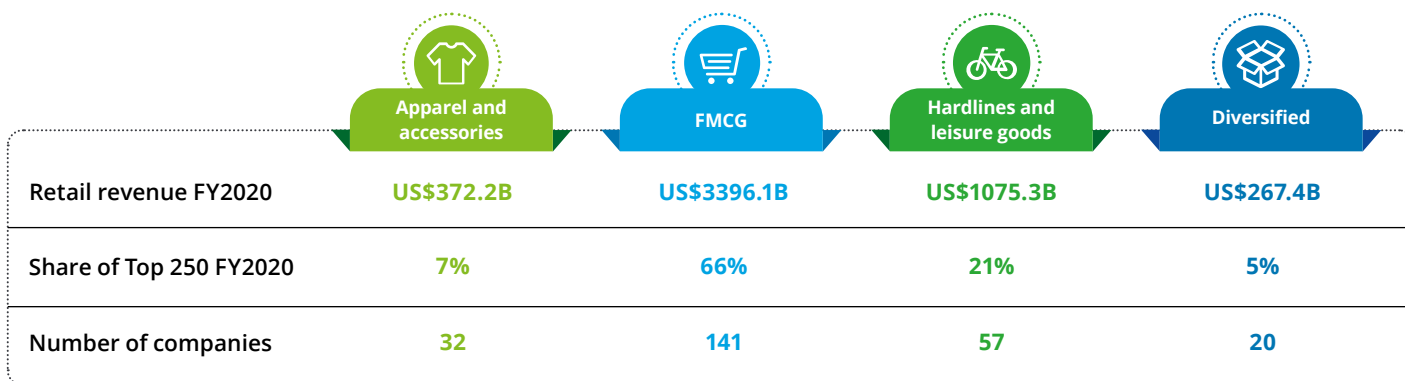 Apparel and
accessories
FMCG
Hardlines and
leisure goods
Diversified
Retail revenue FY2020 US$372.2B US$3396.1B US$1075.3B US$267.4B
Share of Top 250 FY2020 7% 66% 21% 5%
Number of companies 32 141 57 20